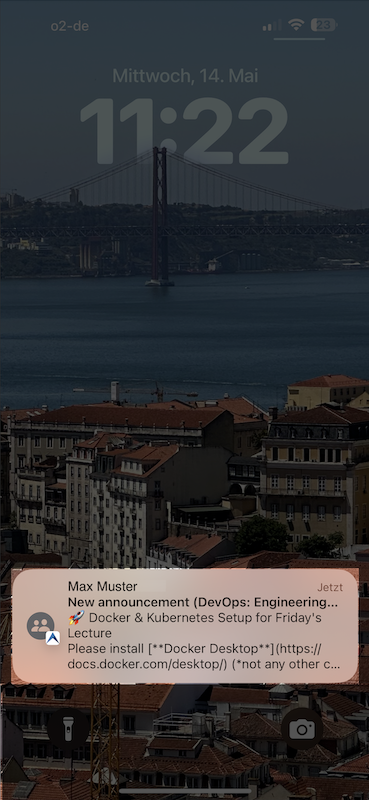 o2-de
23
Mittwoch, 14. Mai
11:22
Max Muster
Jetzt
New announcement (DevOps: Engineering...
🚀 Docker & Kubernetes Setup for Friday's
Lecture
Please install [**Docker Desktop**](https://
docs.docker.com/desktop/) (*not any other c...